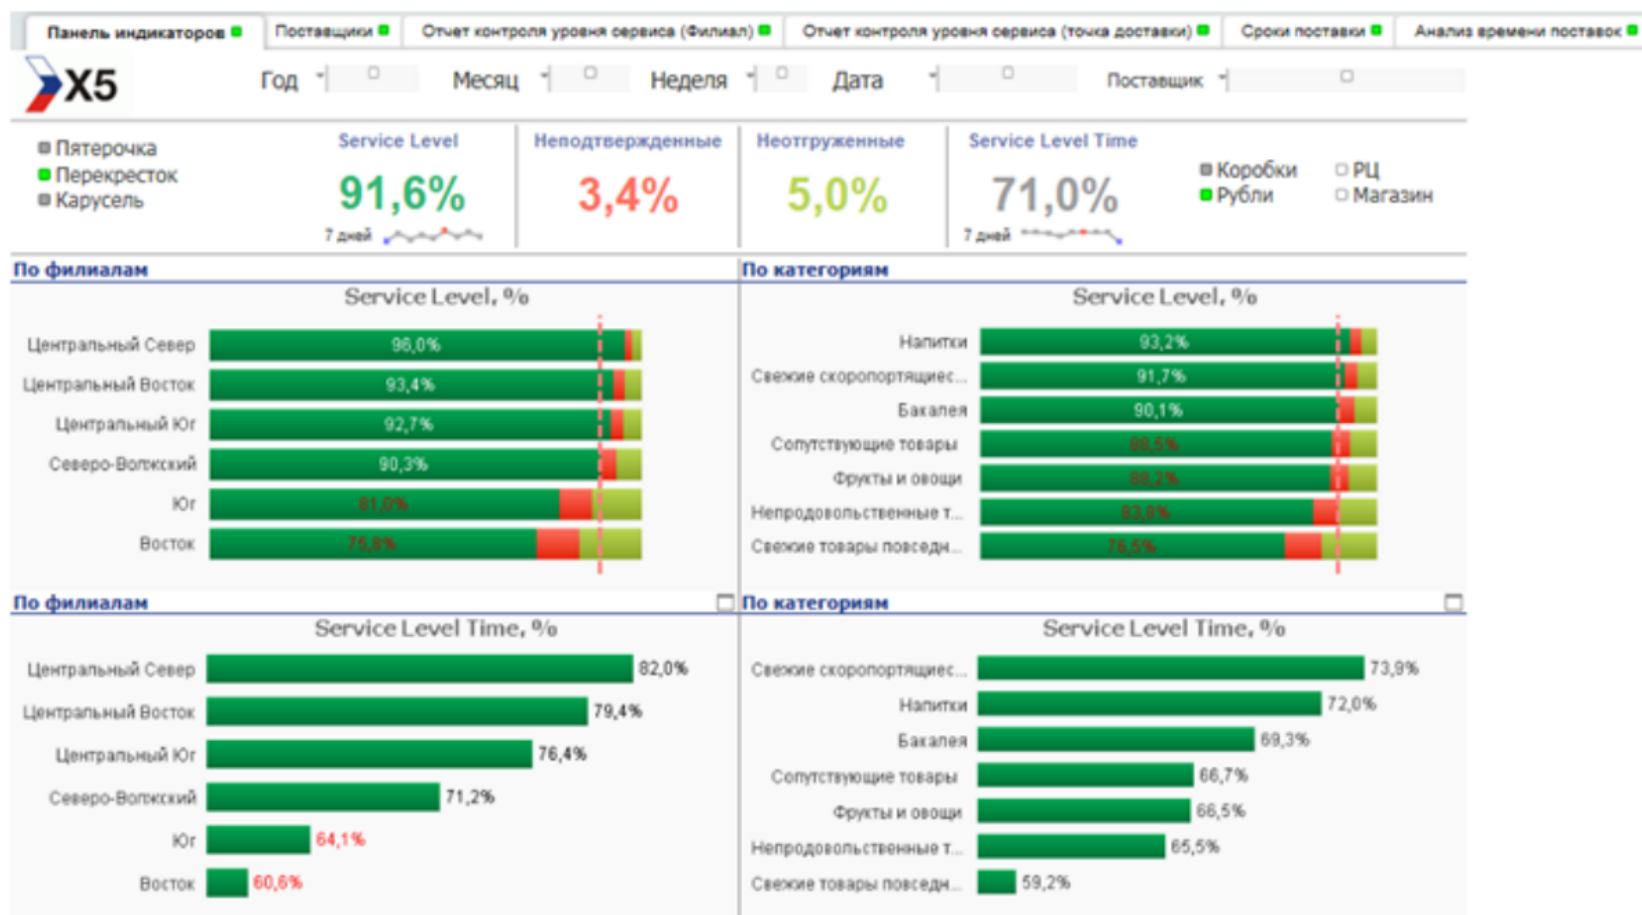 Панель индикаторов Поставщики Отчет контроля уровня сервиса (Филиал) Отчет контроля уровня сервиса (точка доставки) Сроки поставки Анализ времени поставок
X5 Год Месяц Неделя Дата Поставщик
Пятерочка
Перекресток
Карусель
Service Level
91,6%
7 дней
Неподтвержденные
3,4%
Неотгруженные
5,0%
Service Level Time
71,0%
7 дней
Коробки РЦ
Рубли Магазин
По филиалам
Service Level, %
Центральный Север 96,0%
Центральный Восток 93,4%
Центральный Юг 92,7%
Северо-Волжский 90,3%
Юг 81,0%
Восток 75,8%
По категориям
Service Level, %
Напитки 93,2%
Свежие скоропортящиес... 91,7%
Бакалея 90,1%
Сопутствующие товары 88,5%
Фрукты и овощи 88,2%
Непродовольственные т... 83,8%
Свежие товары повседн... 76,5%
По филиалам
Service Level Time, %
Центральный Север 82,0%
Центральный Восток 79,4%
Центральный Юг 76,4%
Северо-Волжский 71,2%
Юг 64,1%
Восток 60,6%
По категориям
Service Level Time, %
Свежие скоропортящиес... 73,9%
Напитки 72,0%
Бакалея 69,3%
Сопутствующие товары 66,7%
Фрукты и овощи 66,5%
Непродовольственные т... 65,5%
Свежие товары повседн... 59,2%